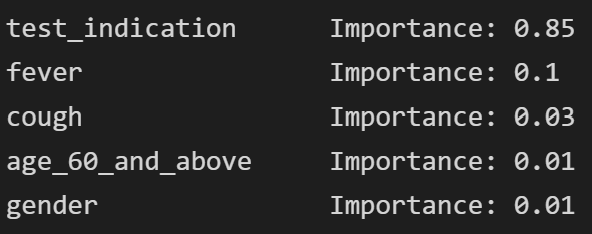 test_indication Importance: 0.85
fever Importance: 0.1
cough Importance: 0.03
age_60_and_above Importance: 0.01
gender Importance: 0.01